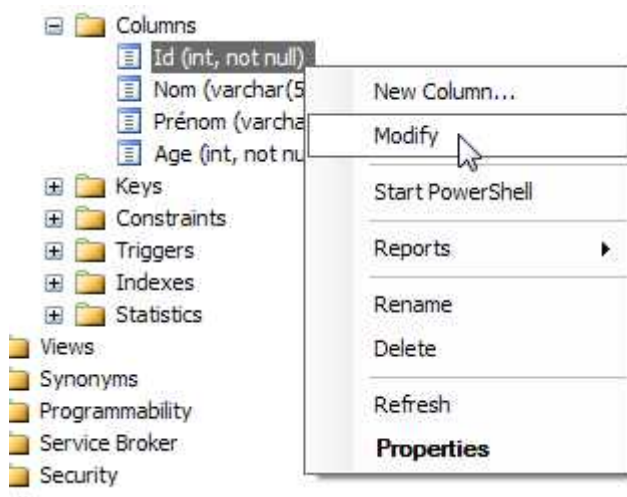 Columns
Id (int, not null)
Nom (varchar(5
Prénom (varcha
Age (int, not nu
Keys
Constraints
Triggers
Indexes
Statistics
Views
Synonyms
Programmability
Service Broker
Security
New Column...
Modify
Start PowerShell
Reports
Rename
Delete
Refresh
Properties